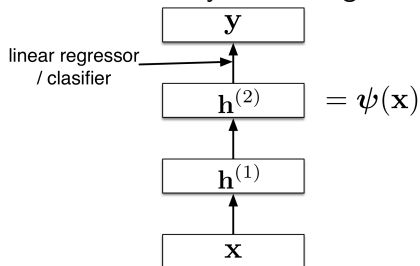 y
linear regressor
/ clasifier
h^{(2)} = ψ(x)
h^{(1)}
x